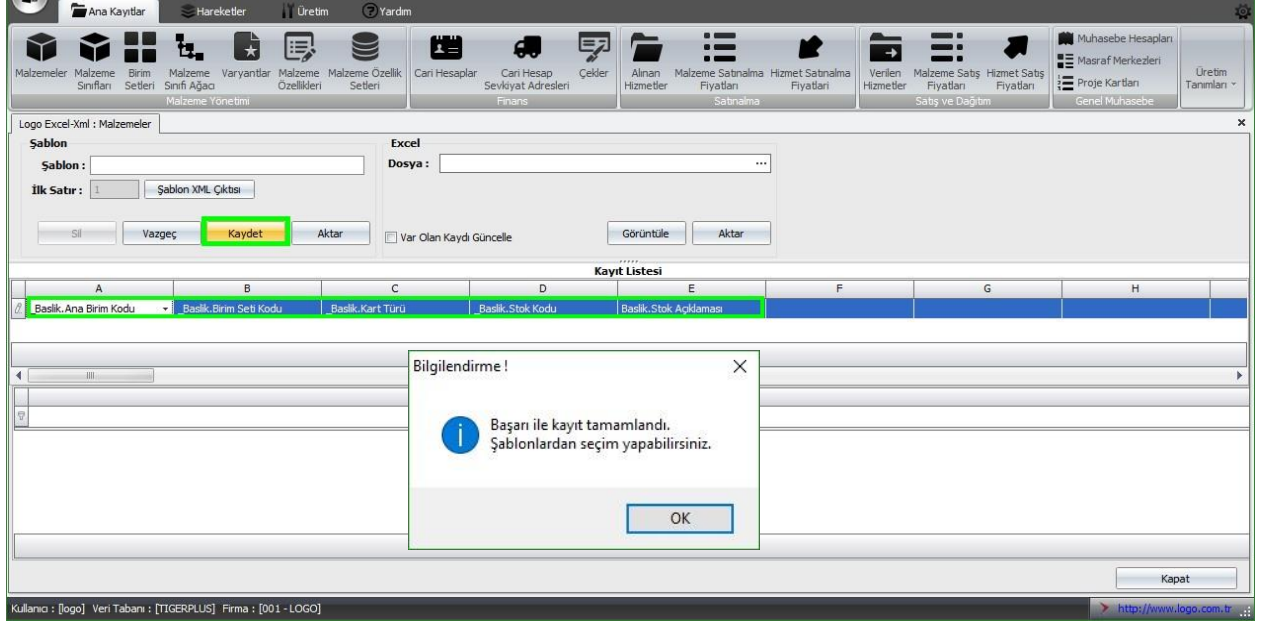 Ana Kayıtlar Hareketler Üretim Yardım
Malzemeler Malzeme Sınıfları Birim Setleri Malzeme Sınıfı Ağacı Varyantlar Malzeme Özellikleri Malzeme Özellik Setleri
Malzeme Yönetimi
Cari Hesaplar Cari Hesap Sevkiyat Adresleri Çekler
Finans
Alınan Hizmetler Malzeme Satınalma Fiyatları Hizmet Satınalma Fiyatları
Satınalma
Verilen Hizmetler Malzeme Satış Fiyatları Hizmet Satış Fiyatları
Satış ve Dağıtım
Muhasebe Hesapları
Masraf Merkezleri
Proje Kartları
Genel Muhasebe
Üretim Tanımları
Logo Excel-Xml : Malzemeler
Şablon
Şablon :
İlk Satır : 1 Şablon XML Çıktısı
Sil Vazgeç Kaydet Aktar
Excel
Dosya : ...
Var Olan Kaydı Güncelle Görüntüle Aktar
Kayıt Listesi
A B C D E F G H
_Baslik.Ana Birim Kodu _Baslik.Birim Seti Kodu _Baslik.Kart Türü _Baslik.Stok Kodu Baslik.Stok Açıklaması
Bilgilendirme !
Başarı ile kayıt tamamlandı.
Şablonlardan seçim yapabilirsiniz.
OK
Kapat
Kullanıcı : [logo] Veri Tabanı : [TIGERPLUS] Firma : [001 - LOGO] http://www.logo.com.tr